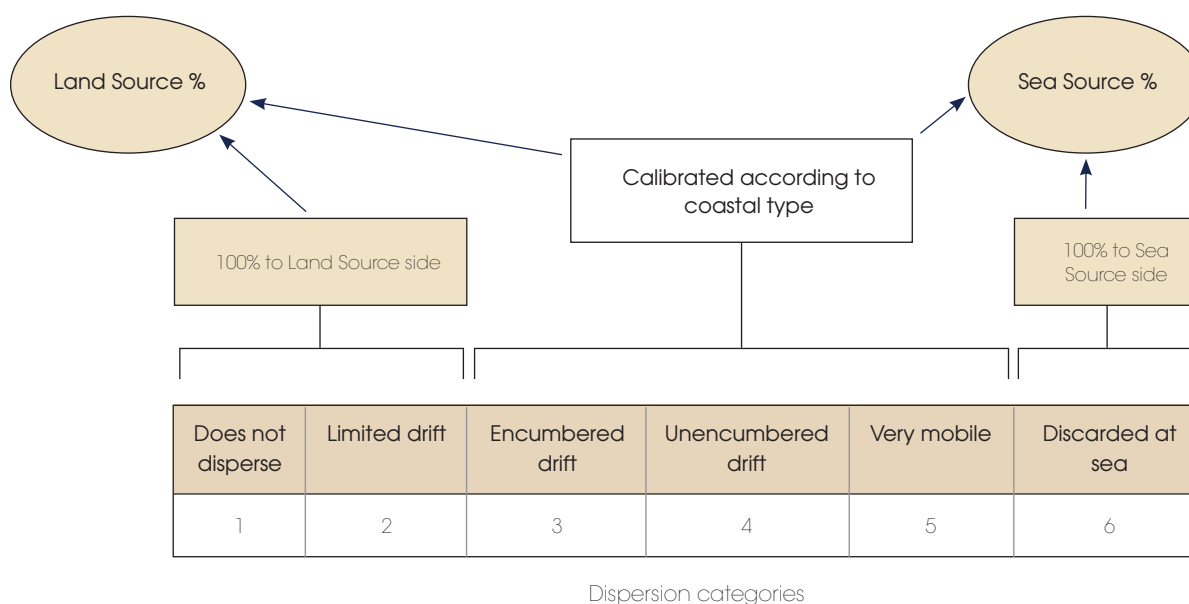 Land Source %
Sea Source %
Calibrated according to
coastal type
100% to Land Source side
100% to Sea
Source side
Does not
disperse
Limited drift
Encumbered
drift
Unencumbered
drift
Very mobile
Discarded at
sea
1
2
3
4
5
6
Dispersion categories